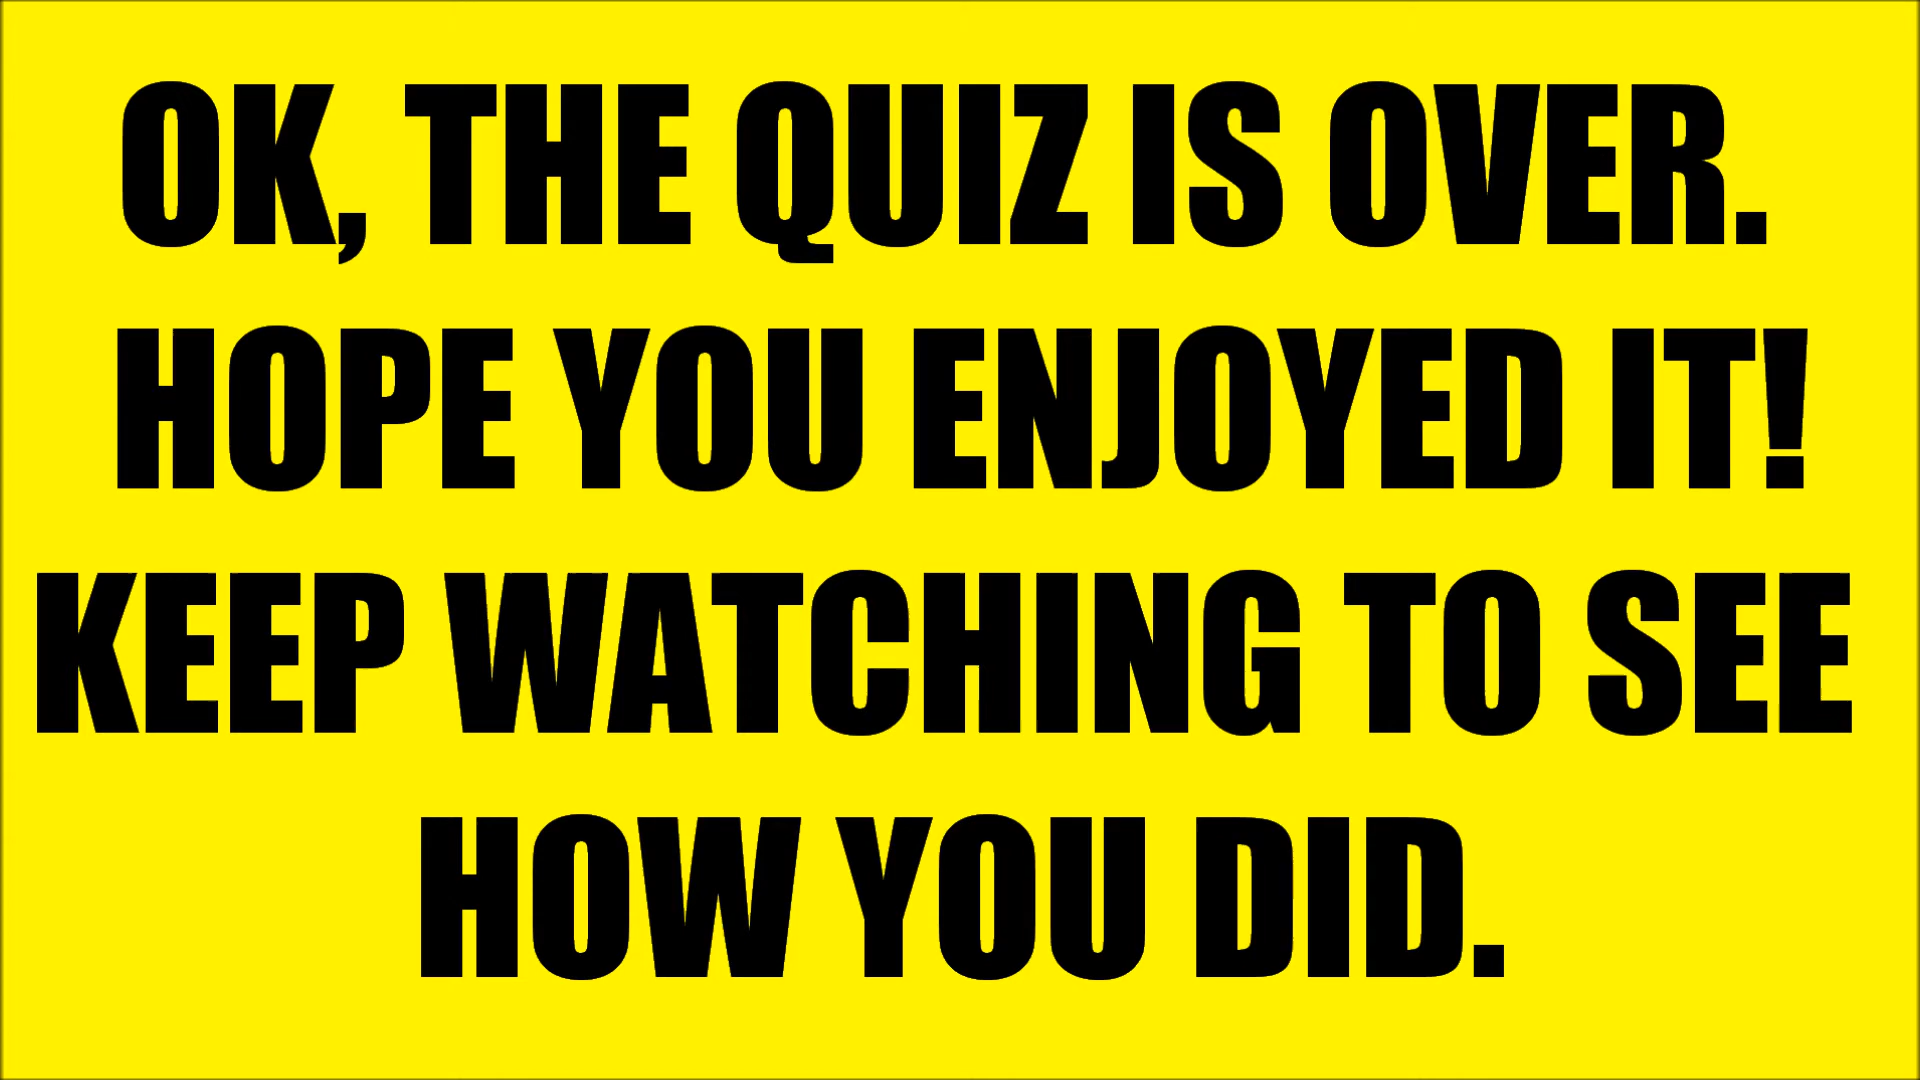 OK, THE QUIZ IS OVER.
HOPE YOU ENJOYED IT!
KEEP WATCHING TO SEE
HOW YOU DID.